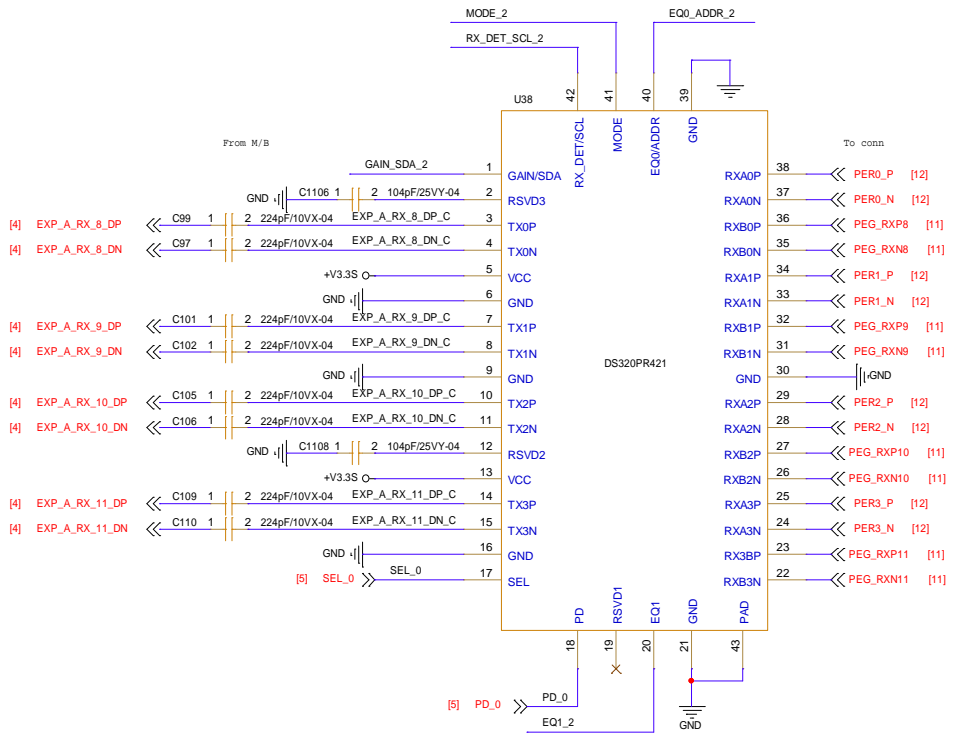 MODE_2
EQ0_ADDR_2
RX_DET_SCL_2
42
41
40
39
U38
RX_DET/SCL
MODE
EQ0/ADDR
GND
From M/B
To conn
GAIN_SDA_2 1 GAIN/SDA
GND C1106 1 2 104pF/25VY-04 2 RSVD3
[4] EXP_A_RX_8_DP C99 1 2 224pF/10VX-04 EXP_A_RX_8_DP_C 3 TX0P
[4] EXP_A_RX_8_DN C97 1 2 224pF/10VX-04 EXP_A_RX_8_DN_C 4 TX0N
+V3.3S 5 VCC
GND 6 GND
[4] EXP_A_RX_9_DP C101 1 2 224pF/10VX-04 EXP_A_RX_9_DP_C 7 TX1P
[4] EXP_A_RX_9_DN C102 1 2 224pF/10VX-04 EXP_A_RX_9_DN_C 8 TX1N
GND 9 GND
[4] EXP_A_RX_10_DP C105 1 2 224pF/10VX-04 EXP_A_RX_10_DP_C 10 TX2P
[4] EXP_A_RX_10_DN C106 1 2 224pF/10VX-04 EXP_A_RX_10_DN_C 11 TX2N
GND C1108 1 2 104pF/25VY-04 12 RSVD2
+V3.3S 13 VCC
[4] EXP_A_RX_11_DP C109 1 2 224pF/10VX-04 EXP_A_RX_11_DP_C 14 TX3P
[4] EXP_A_RX_11_DN C110 1 2 224pF/10VX-04 EXP_A_RX_11_DN_C 15 TX3N
GND 16 GND
[5] SEL_0 SEL_0 17 SEL
DS320PR421
RXA0P 38 PER0_P [12]
RXA0N 37 PER0_N [12]
RXB0P 36 PEG_RXP8 [11]
RXB0N 35 PEG_RXN8 [11]
RXA1P 34 PER1_P [12]
RXA1N 33 PER1_N [12]
RXB1P 32 PEG_RXP9 [11]
RXB1N 31 PEG_RXN9 [11]
GND 30 GND
RXA2P 29 PER2_P [12]
RXA2N 28 PER2_N [12]
RXB2P 27 PEG_RXP10 [11]
RXB2N 26 PEG_RXN10 [11]
RXA3P 25 PER3_P [12]
RXA3N 24 PER3_N [12]
RX3BP 23 PEG_RXP11 [11]
RXB3N 22 PEG_RXN11 [11]
PD
RSVD1
EQ1
GND
PAD
18
19
20
21
43
[5] PD_0 PD_0
EQ1_2
GND